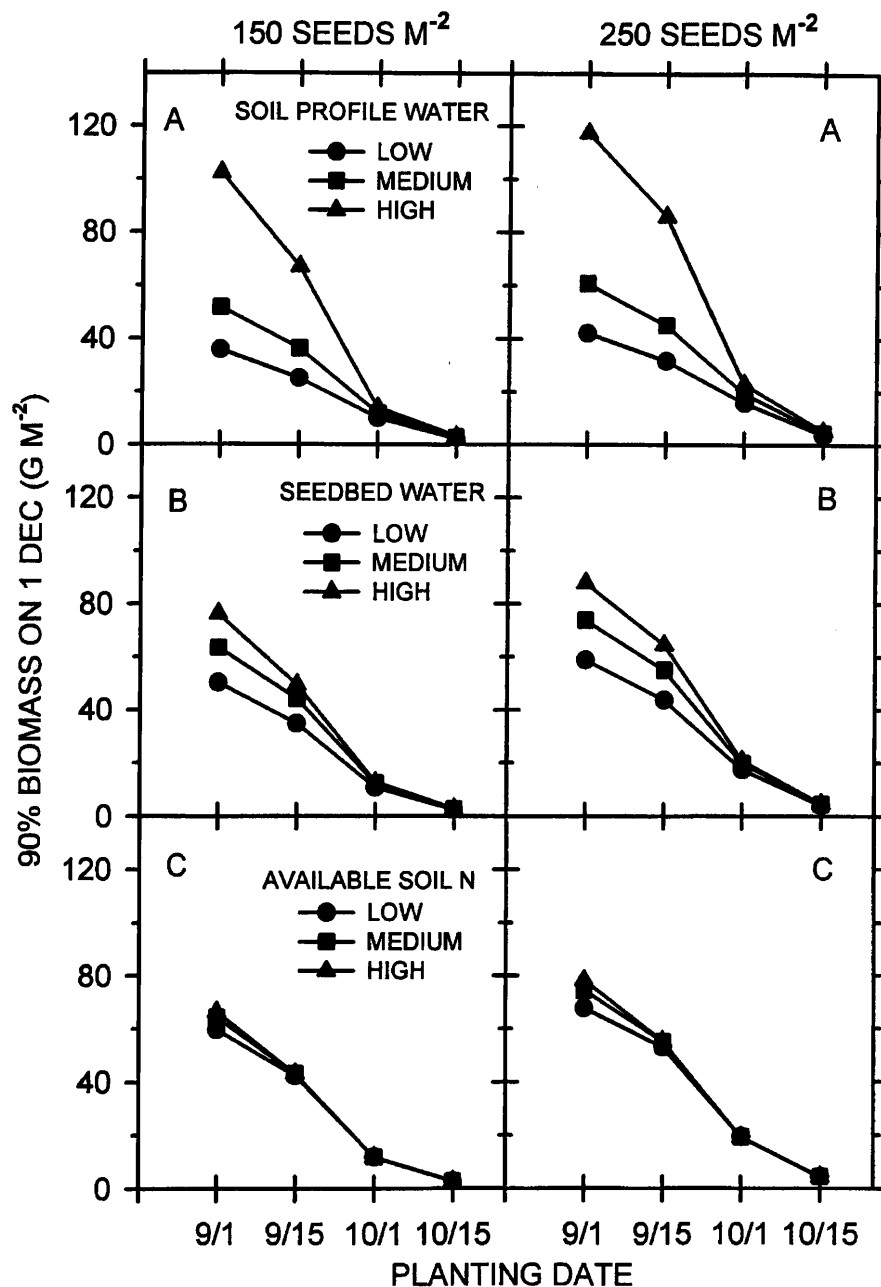 150 SEEDS M⁻² 250 SEEDS M⁻²
A SOIL PROFILE WATER A
LOW
MEDIUM
HIGH
120
80
40
0
B SEEDBED WATER B
LOW
MEDIUM
HIGH
120
80
40
0
C AVAILABLE SOIL N C
LOW
MEDIUM
HIGH
120
80
40
0
90% BIOMASS ON 1 DEC (G M⁻²)
9/1 9/15 10/1 10/15 9/1 9/15 10/1 10/15
PLANTING DATE